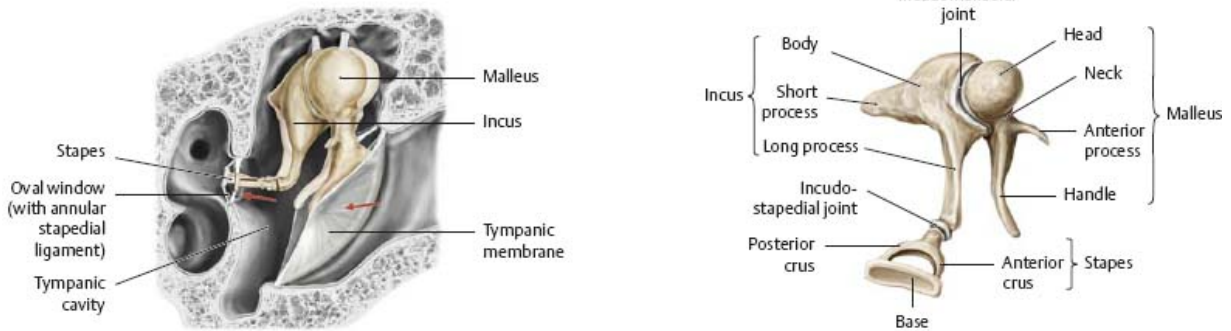 Malleus
Incus
Stapes
Oval window
(with annular
stapedial
ligament)
Tympanic
cavity
Tympanic
membrane
joint
Body
Head
Neck
Incus
Short
process
Malleus
Anterior
process
Long process
Incudo-
stapedial joint
Handle
Posterior
crus
Anterior
crus
Stapes
Base